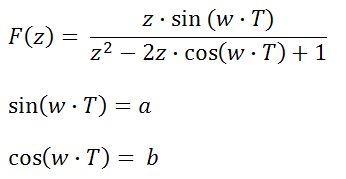 F(z) = z · sin (w · T) / z² − 2z · cos(w · T) + 1
sin(w · T) = a
cos(w · T) = b